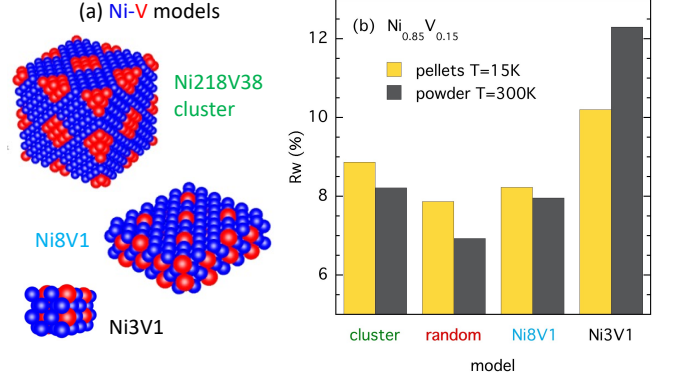 (a) Ni-V models
Ni218V38
cluster
Ni8V1
Ni3V1
(b) Ni0.85V0.15
pellets T=15K
powder T=300K
Rw (%)
12
10
8
6
cluster random Ni8V1 Ni3V1
model